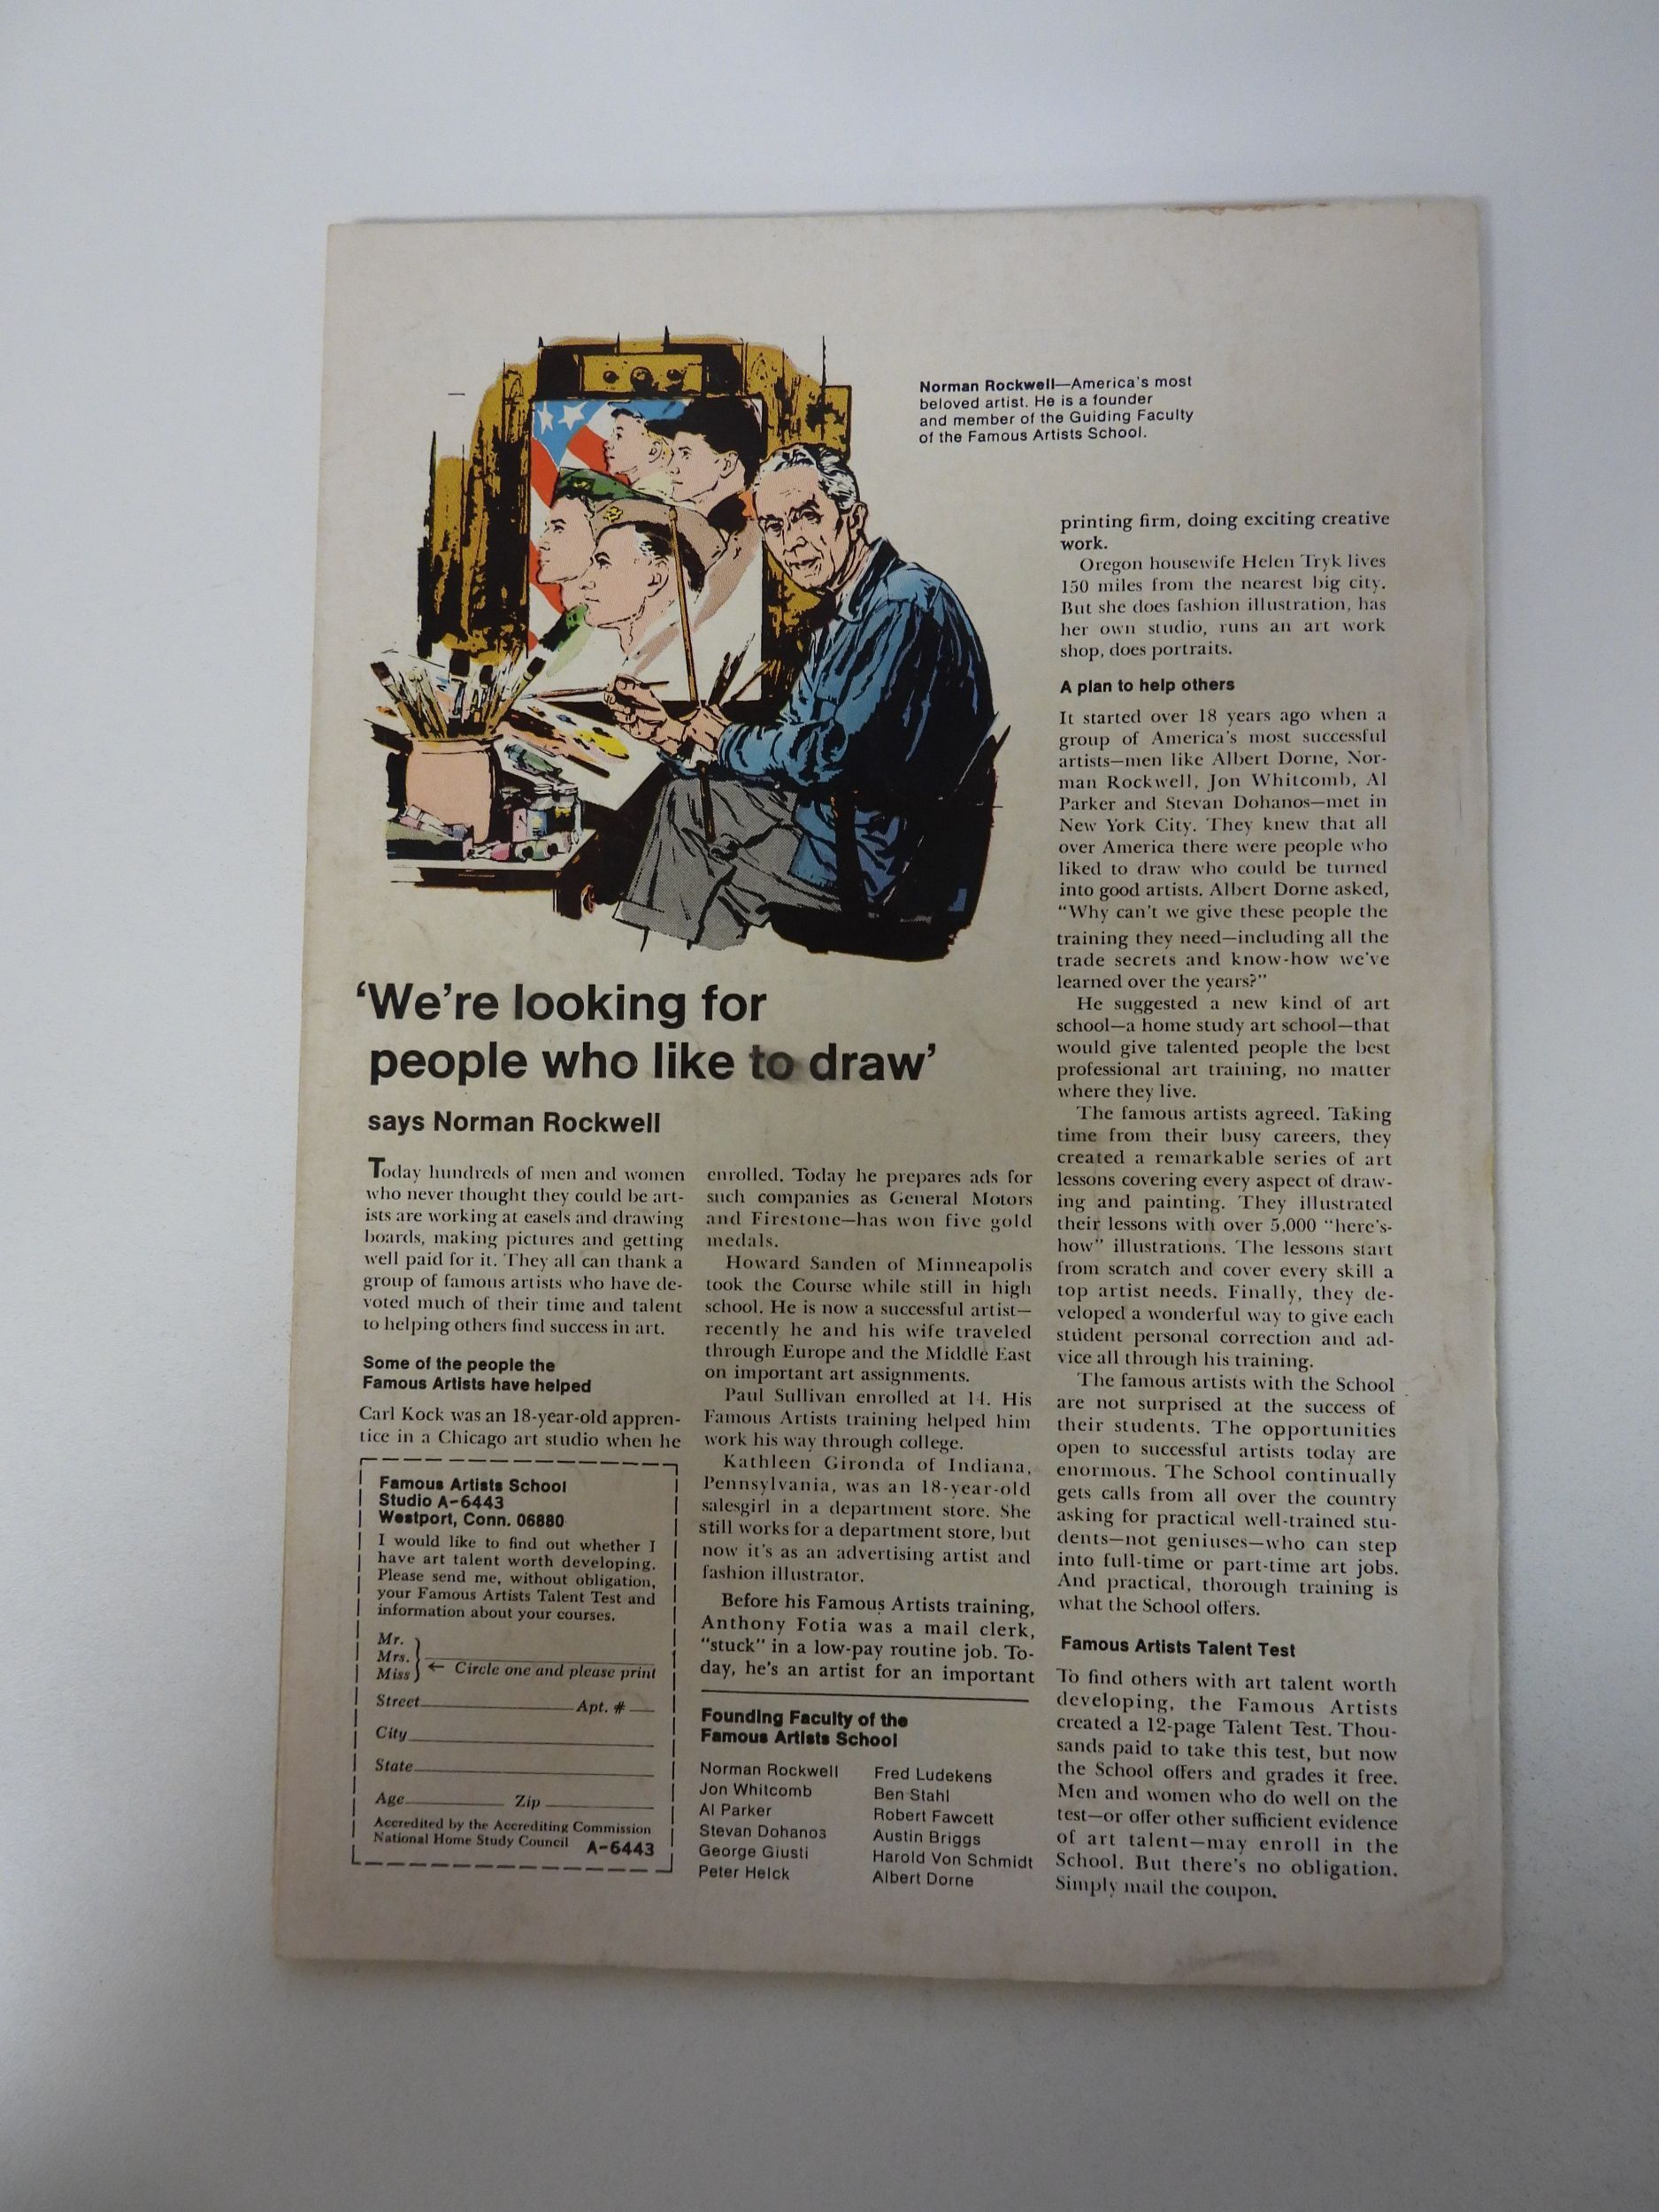 Norman Rockwell—America's most
beloved artist. He is a founder
and member of the Guiding Faculty
of the Famous Artists School.
'We're looking for
people who like to draw'
says Norman Rockwell
Today hundreds of men and women
who never thought they could be art-
ists are working at easels and drawing
boards, making pictures and getting
well paid for it. They all can thank a
group of famous artists who have de-
voted much of their time and talent
to helping others find success in art.
Some of the people the
Famous Artists have helped
Carl Kock was an 18-year-old appren-
tice in a Chicago art studio when he
enrolled. Today he prepares ads for
such companies as General Motors
and Firestone—has won five gold
medals.
Howard Sanden of Minneapolis
took the Course while still in high
school. He is now a successful artist—
recently he and his wife traveled
through Europe and the Middle East
on important art assignments.
Paul Sullivan enrolled at 14. His
Famous Artists training helped him
work his way through college.
Kathleen Gironda of Indiana,
Pennsylvania, was an 18-year-old
salesgirl in a department store. She
still works for a department store, but
now it's as an advertising artist and
fashion illustrator.
Before his Famous Artists training,
Anthony Fotia was a mail clerk,
"stuck" in a low-pay routine job. To-
day, he's an artist for an important
printing firm, doing exciting creative
work.
Oregon housewife Helen Tryk lives
150 miles from the nearest big city.
But she does fashion illustration, has
her own studio, runs an art work
shop, does portraits.
A plan to help others
It started over 18 years ago when a
group of America's most successful
artists—men like Albert Dorne, Nor-
man Rockwell, Jon Whitcomb, Al
Parker and Stevan Dohanos—met in
New York City. They knew that all
over America there were people who
liked to draw who could be turned
into good artists. Albert Dorne asked,
"Why can't we give these people the
training they need—including all the
trade secrets and know-how we've
learned over the years?"
He suggested a new kind of art
school—a home study art school—that
would give talented people the best
professional art training, no matter
where they live.
The famous artists agreed. Taking
time from their busy careers, they
created a remarkable series of art
lessons covering every aspect of draw-
ing and painting. They illustrated
their lessons with over 5,000 "here's-
how" illustrations. The lessons start
from scratch and cover every skill a
top artist needs. Finally, they de-
veloped a wonderful way to give each
student personal correction and ad-
vice all through his training.
The famous artists with the School
are not surprised at the success of
their students. The opportunities
open to successful artists today are
enormous. The School continually
gets calls from all over the country
asking for practical well-trained stu-
dents—not geniuses—who can step
into full-time or part-time art jobs.
And practical, thorough training is
what the School offers.
Famous Artists Talent Test
To find others with art talent worth
developing, the Famous Artists
created a 12-page Talent Test. Thou-
sands paid to take this test, but now
the School offers and grades it free.
Men and women who do well on the
test—or offer other sufficient evidence
of art talent—may enroll in the
School. But there's no obligation.
Simply mail the coupon.
Famous Artists School
Studio A-6443
Westport, Conn. 06880
I would like to find out whether I
have art talent worth developing.
Please send me, without obligation,
your Famous Artists Talent Test and
information about your courses.
Mr.
Mrs.
Miss
← Circle one and please print
Street Apt. #
City
State
Age Zip
Accredited by the Accrediting Commission
National Home Study Council A-6443
Founding Faculty of the
Famous Artists School
Norman Rockwell
Jon Whitcomb
Al Parker
Stevan Dohanos
George Giusti
Peter Helck
Fred Ludekens
Ben Stahl
Robert Fawcett
Austin Briggs
Harold Von Schmidt
Albert Dorne